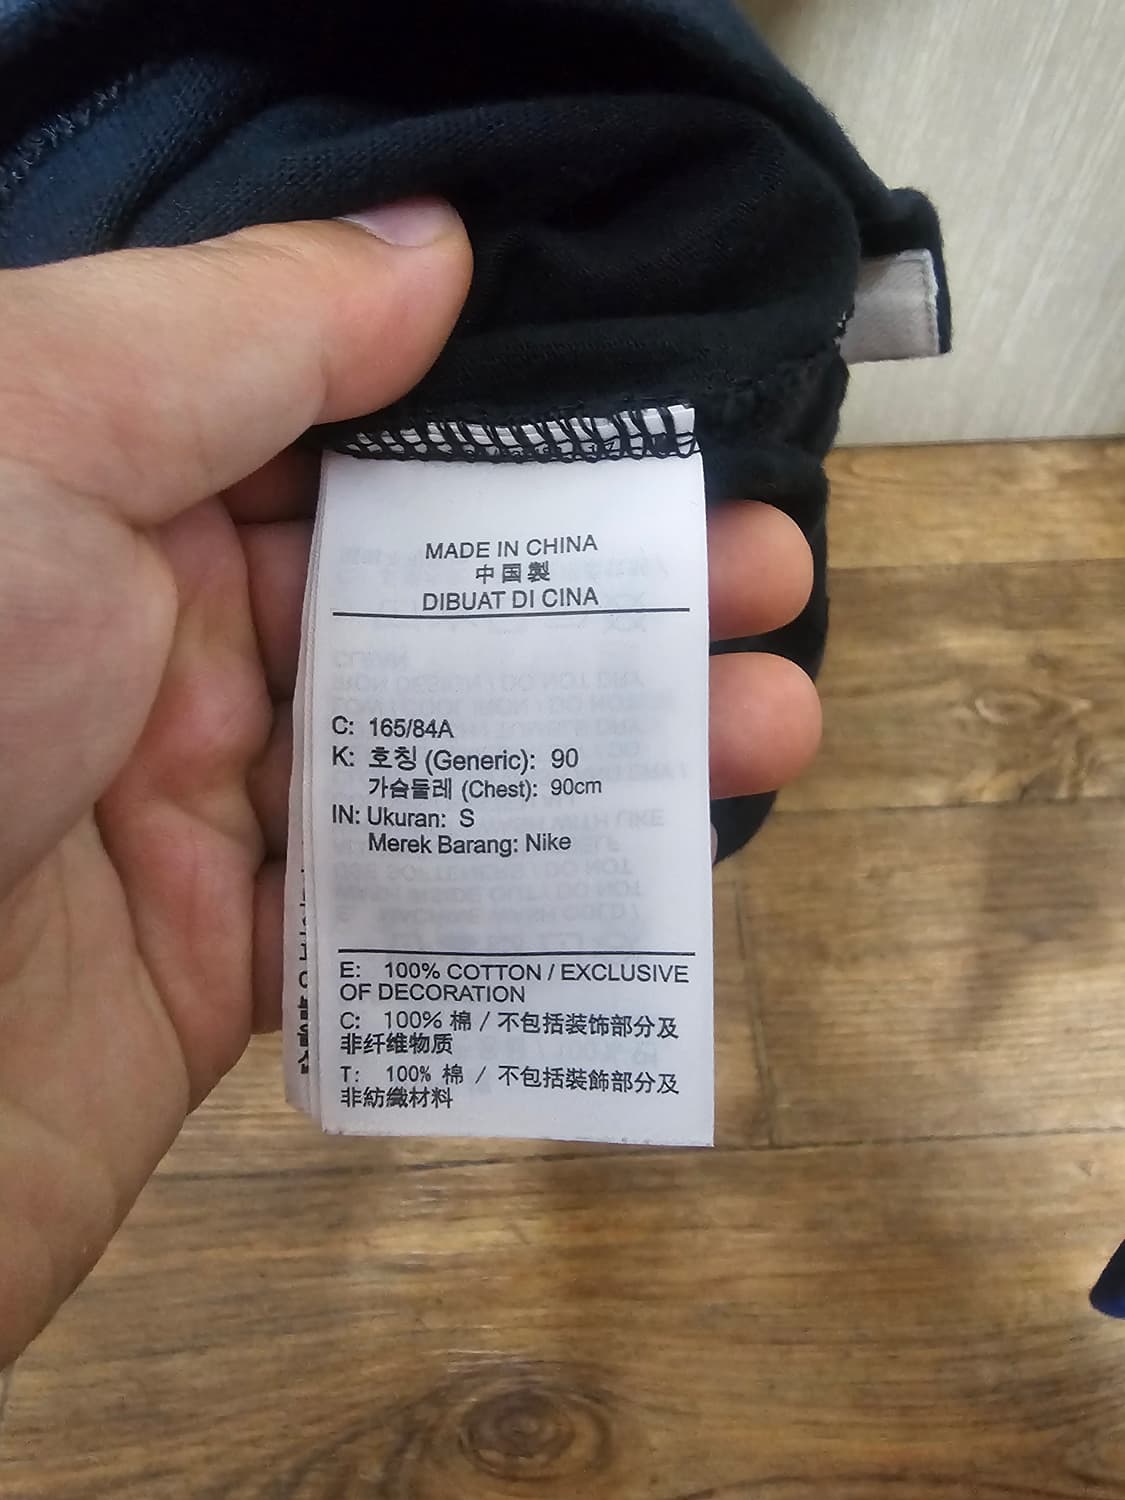 MADE IN CHINA
中国製
DIBUAT DI CINA
C: 165/84A
K: 호칭 (Generic): 90
가슴둘레 (Chest): 90cm
IN: Ukuran: S
Merek Barang: Nike
E: 100% COTTON / EXCLUSIVE
OF DECORATION
C: 100% 棉 / 不包括装饰部分及
非纤维物质
T: 100% 棉 / 不包括裝飾部分及
非紡織材料